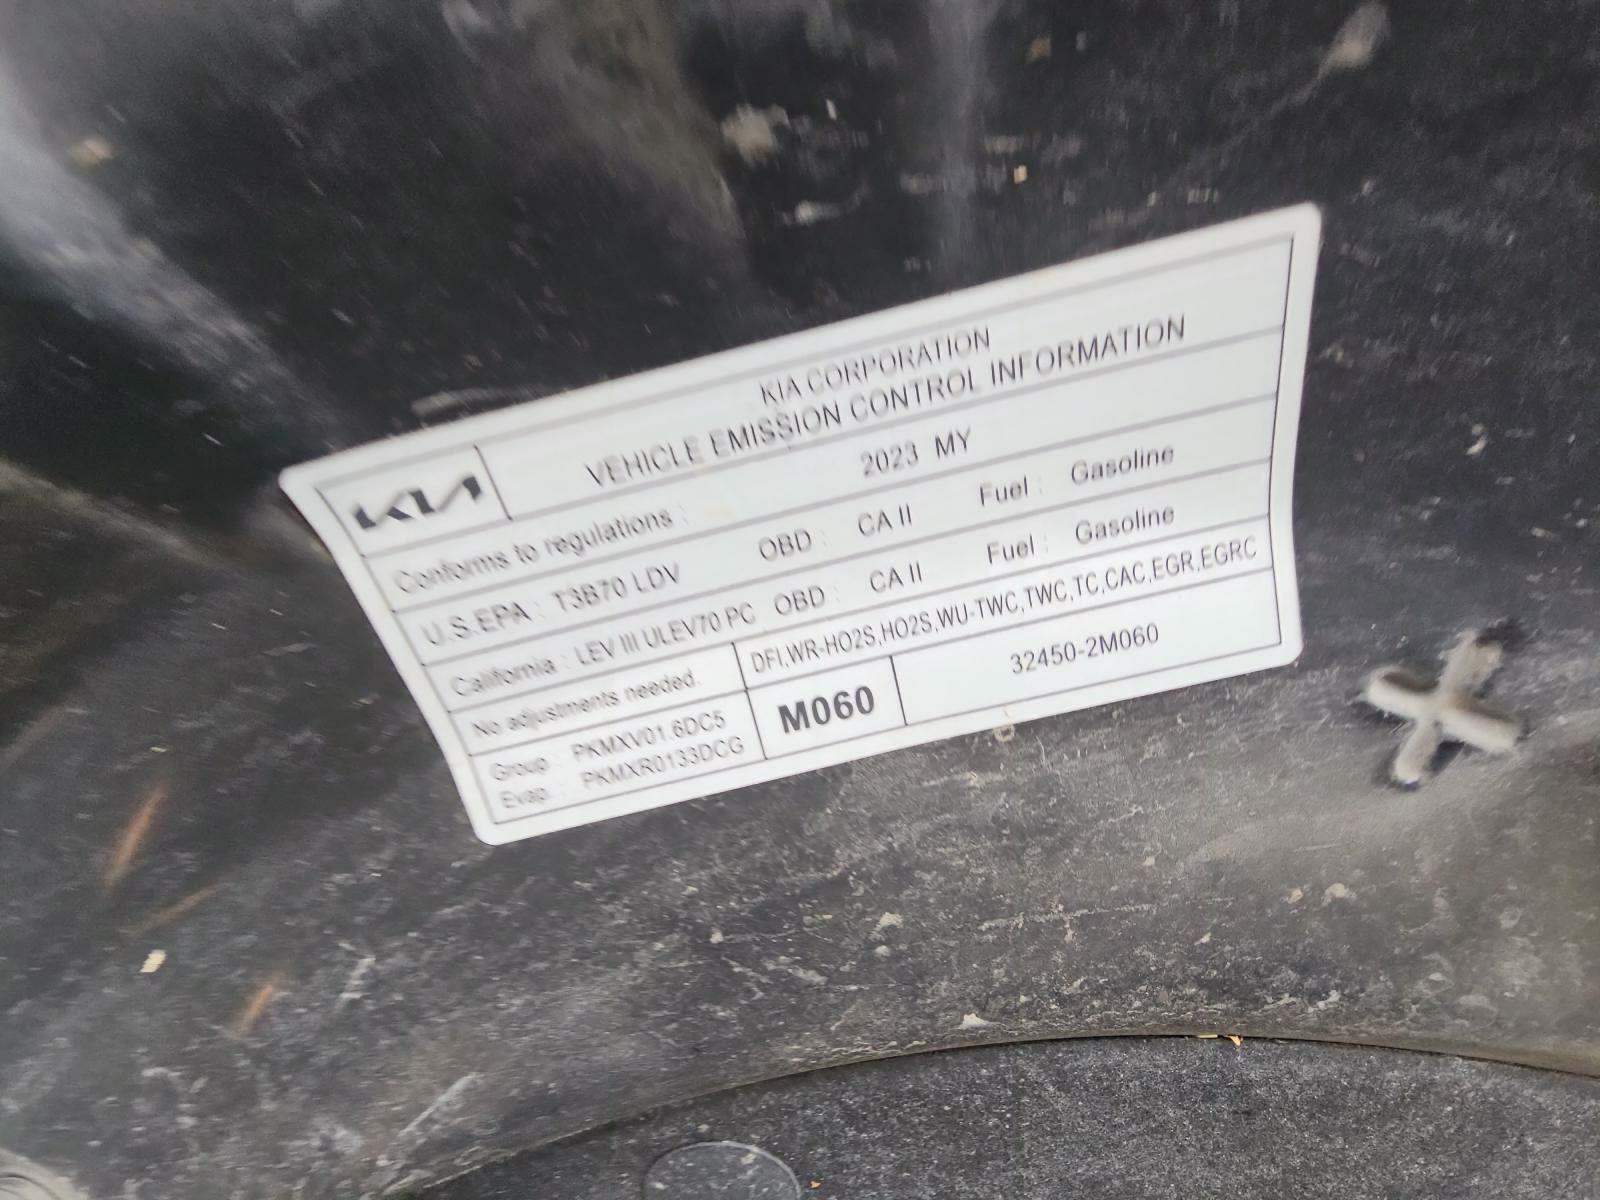 KIA CORPORATION
KIA VEHICLE EMISSION CONTROL INFORMATION
Conforms to regulations : 2023 MY
U.S.EPA : T3B70 LDV OBD : CA II Fuel : Gasoline
California : LEV III ULEV70 PC OBD : CA II Fuel : Gasoline
No adjustments needed. DFI,WR-HO2S,HO2S,WU-TWC,TWC,TC,CAC,EGR,EGRC
Group : PKMXV01.6DC5 M060 32450-2M060
Evap. : PKMXR0133DCG